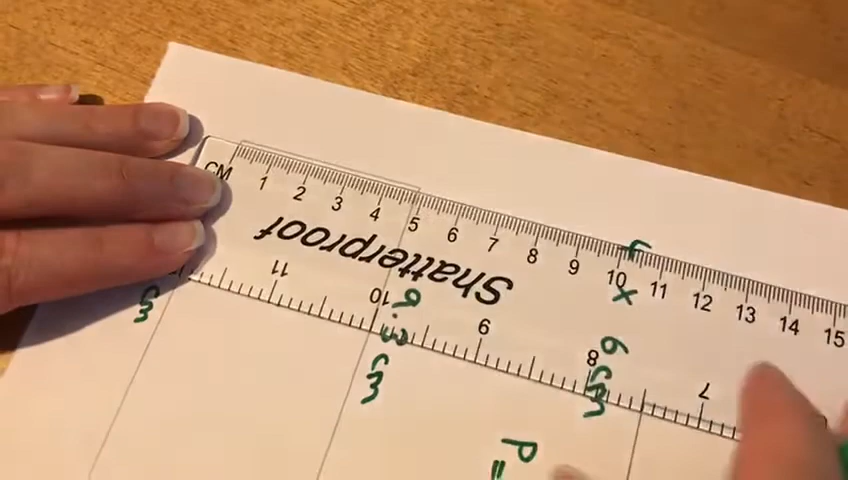 CM 1 2 3 4 5 6 7 8 9 10 11 12 13 14 15
Shatterproof
11 10 9 8 7
cm
9.3 cm
x 6 cm
P =